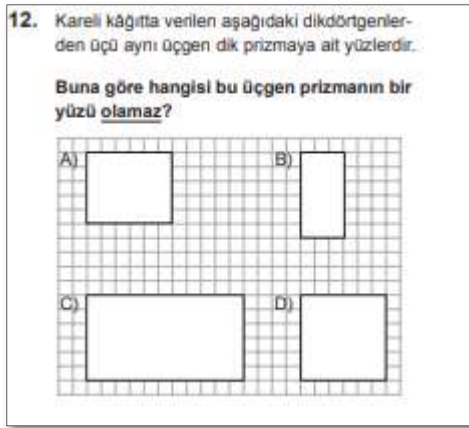 12. Kareli kâğıtta verilen aşağıdaki dikdörtgenler-
den üçü aynı üçgen dik prizmaya ait yüzlerdir.
Buna göre hangisi bu üçgen prizmanın bir
yüzü olamaz?
A) B)
C) D)